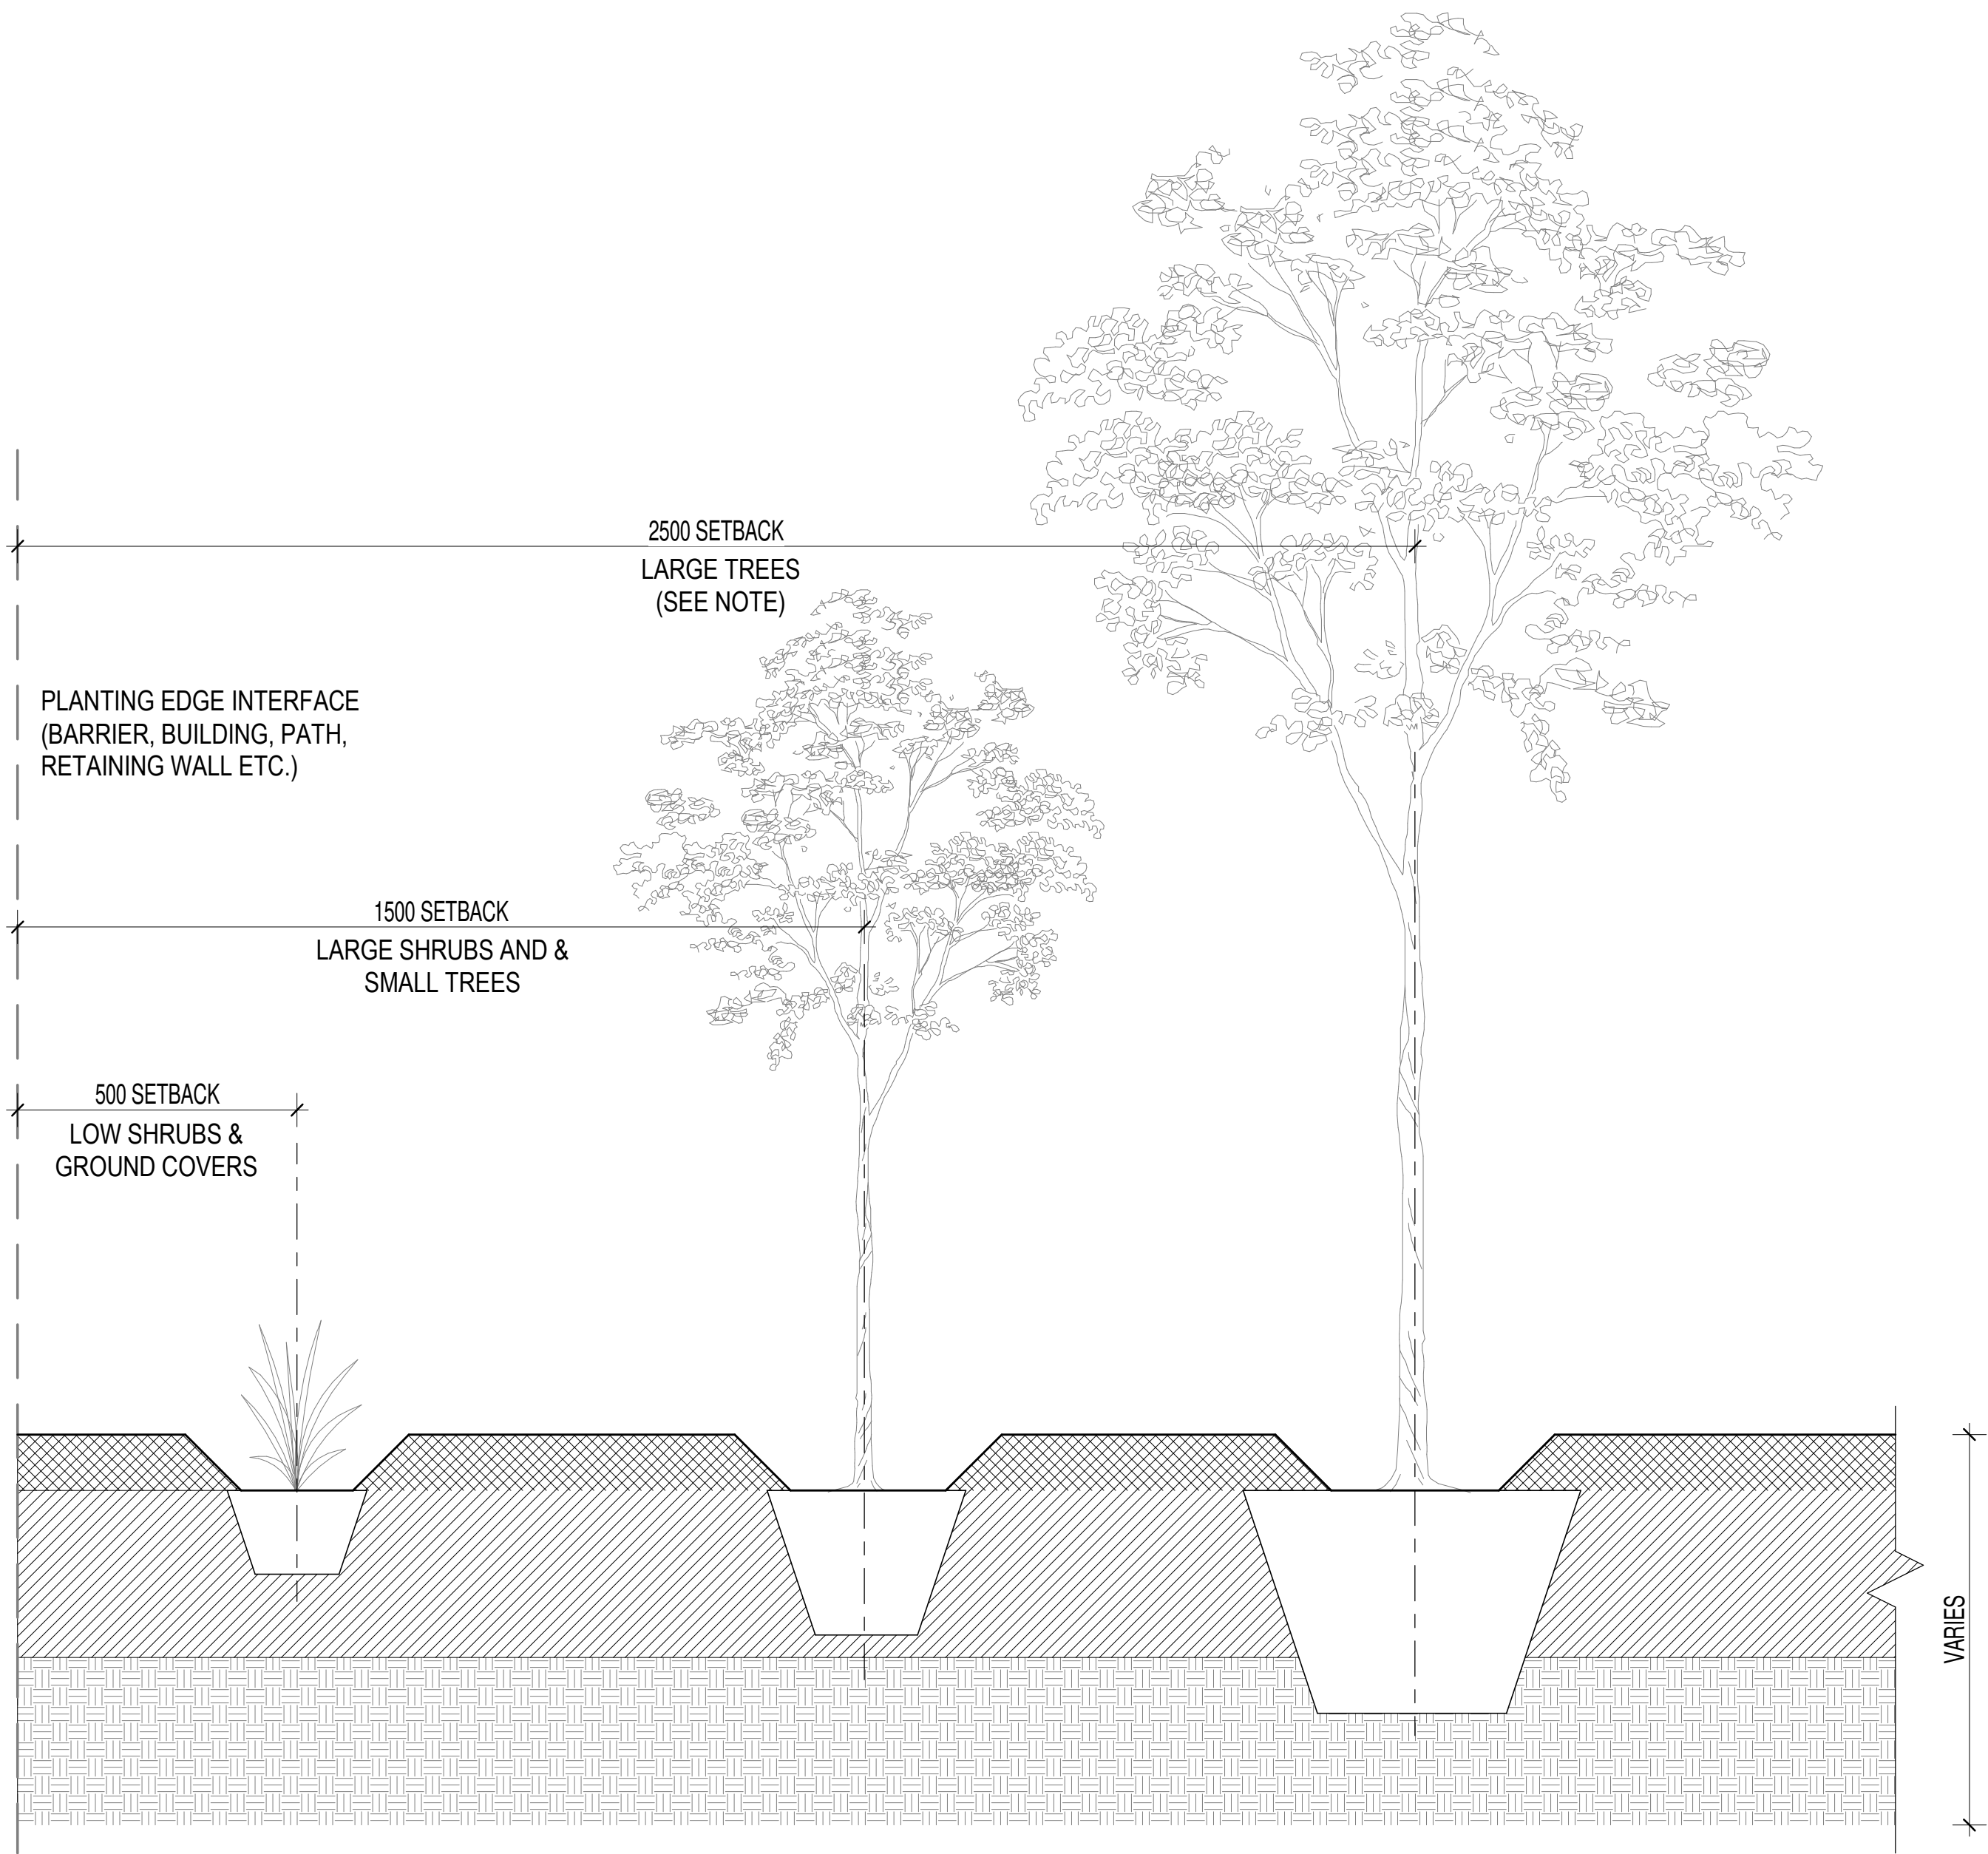 2500 SETBACK
LARGE TREES
(SEE NOTE)
PLANTING EDGE INTERFACE
(BARRIER, BUILDING, PATH,
RETAINING WALL ETC.)
1500 SETBACK
LARGE SHRUBS AND &
SMALL TREES
500 SETBACK
LOW SHRUBS &
GROUND COVERS
VARIES